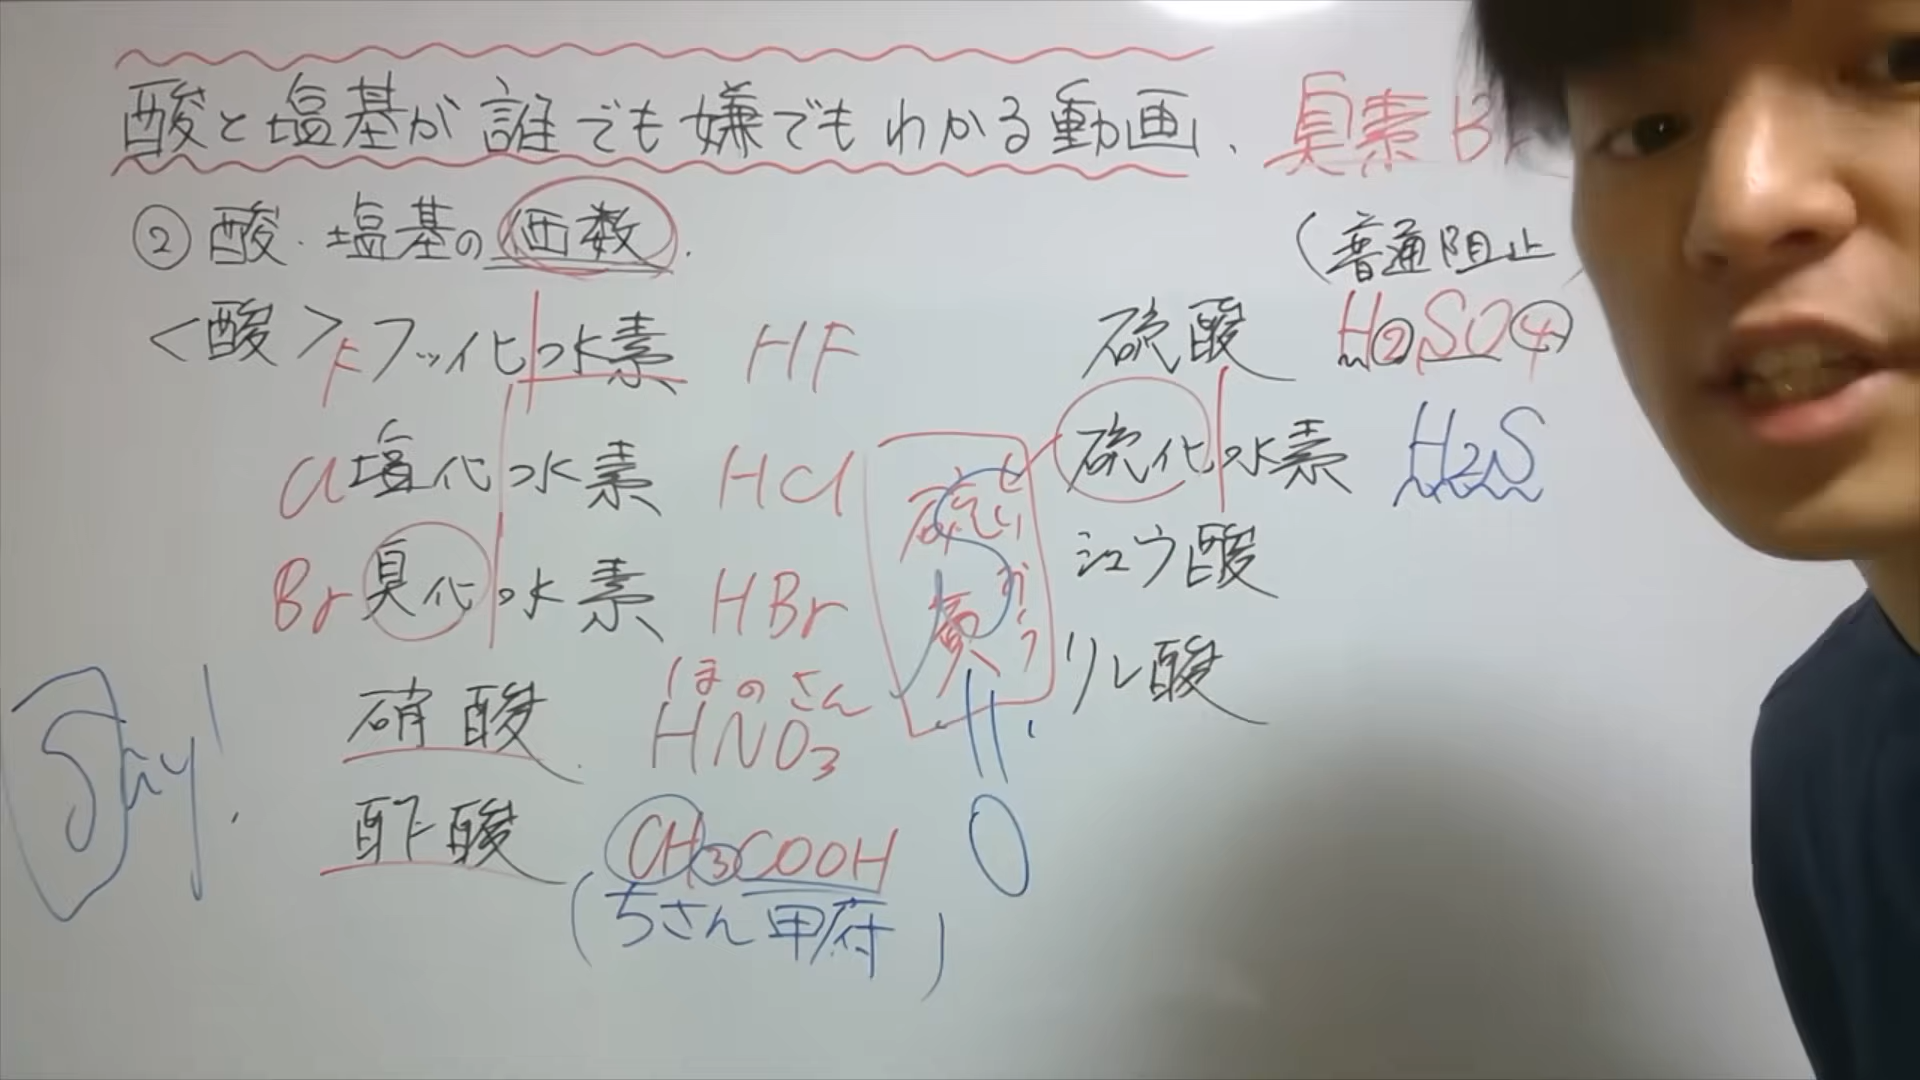 酸と塩基が誰でも嫌でもわかる動画、
臭素 Br
② 酸・塩基の価数.
(普通阻止)
<酸> F フッ化水素 HF
Cl 塩化水素 HCl
Br 臭化水素 HBr
硝酸 HNO3
ほのさん
酢酸 CH3COOH
(ちさん甲府)
硫酸 H2SO4
硫化水素 H2S
シュウ酸
リン酸
Shy!